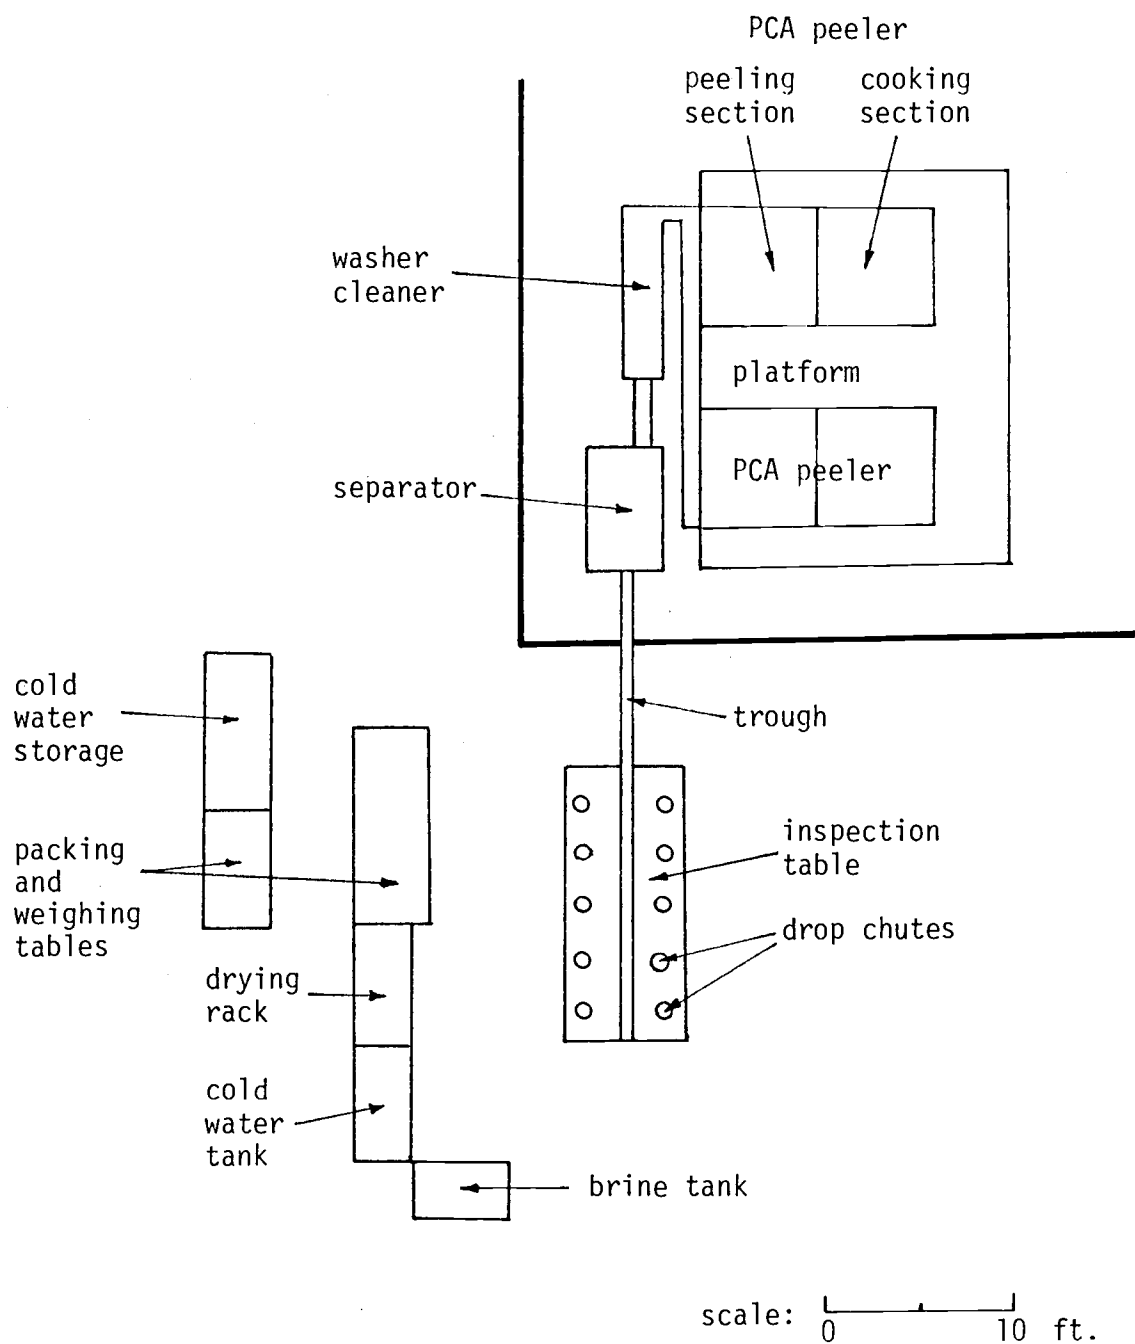 PCA peeler
peeling
section
cooking
section
washer
cleaner
platform
PCA peeler
separator
cold
water
storage
trough
packing
and
weighing
tables
inspection
table
drop chutes
drying
rack
cold
water
tank
brine tank
scale:
0 10 ft.